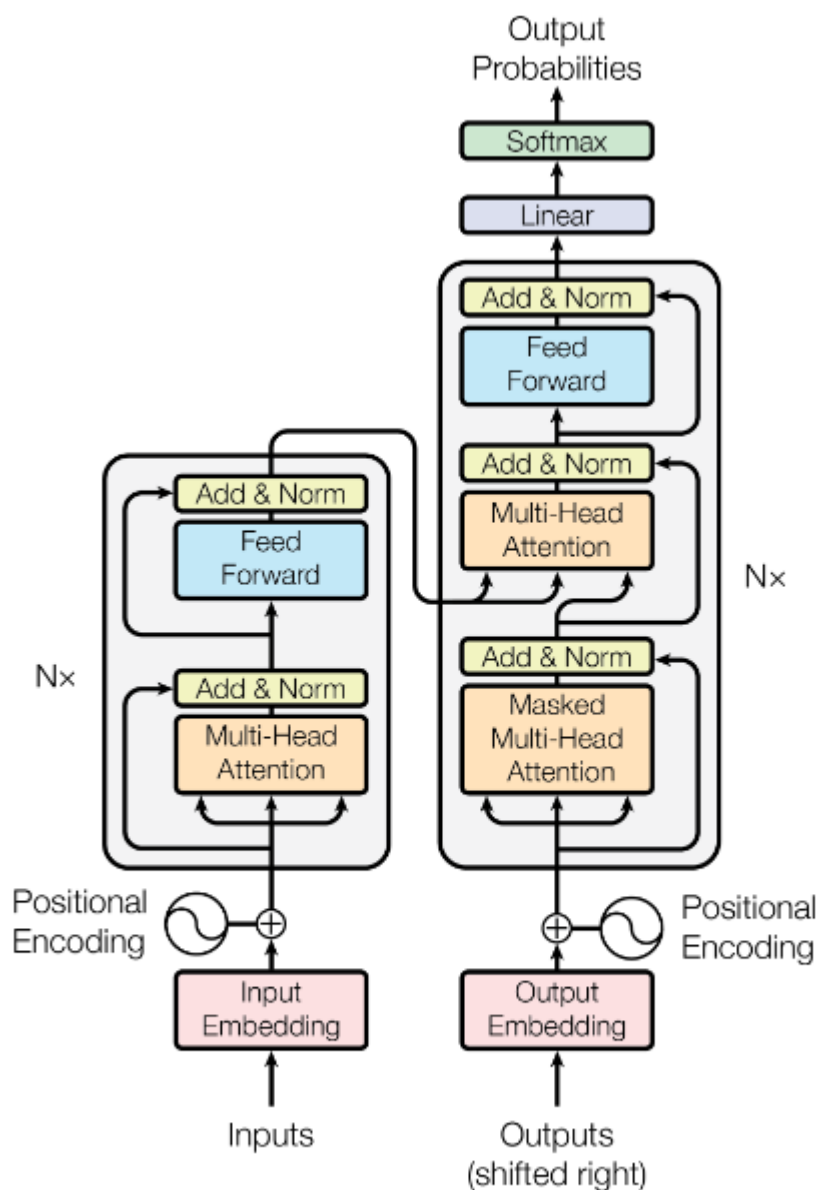 Output
Probabilities
Softmax
Linear
Add & Norm
Feed
Forward
Add & Norm
Multi-Head
Attention
Nx
Add & Norm
Masked
Multi-Head
Attention
Add & Norm
Feed
Forward
Nx
Add & Norm
Multi-Head
Attention
Positional
Encoding
Positional
Encoding
Input
Embedding
Output
Embedding
Inputs
Outputs
(shifted right)